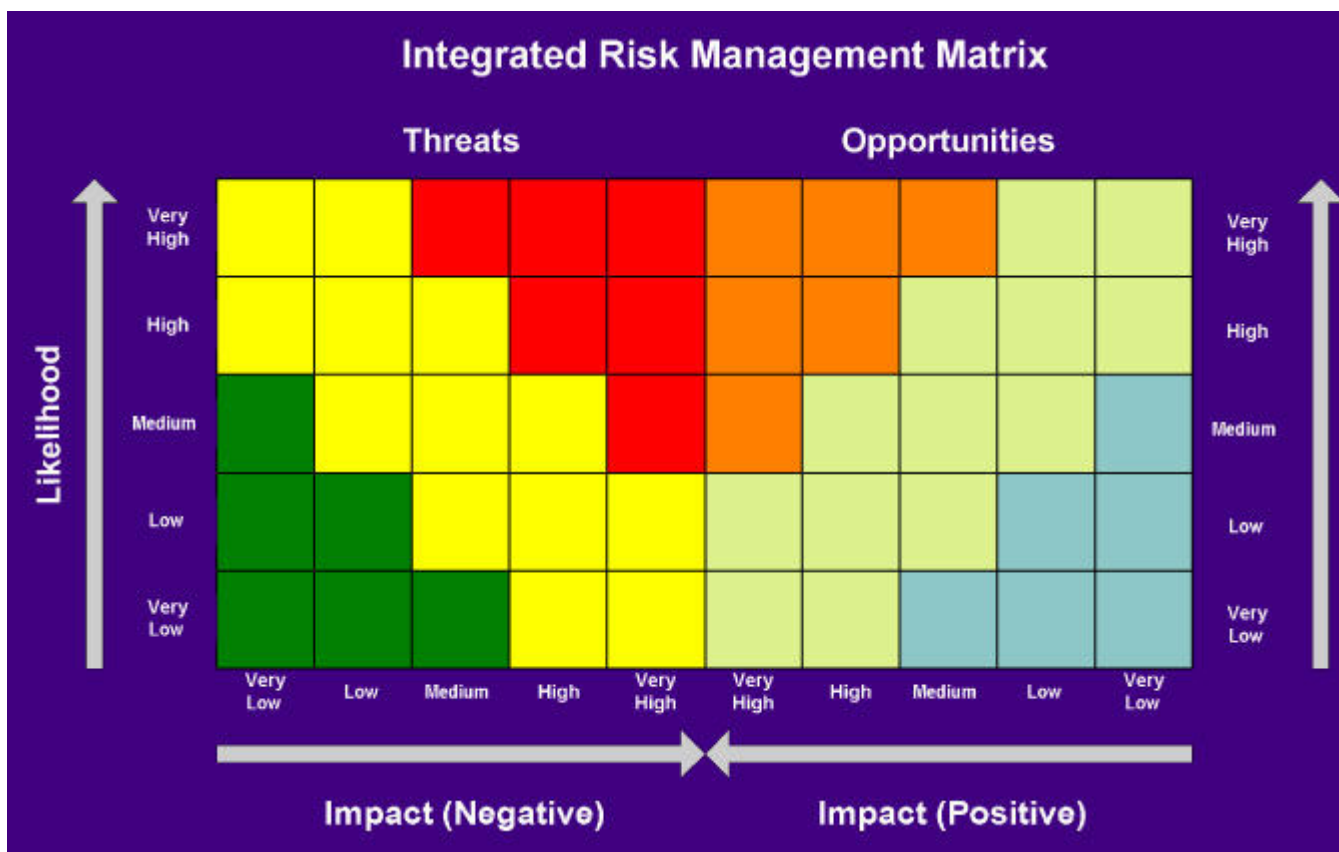 Integrated Risk Management Matrix
Threats
Opportunities
Likelihood
Very
High
High
Medium
Low
Very
Low
Very
High
High
Medium
Low
Very
Low
Very
Low
Low
Medium
High
Very
High
Very
High
High
Medium
Low
Very
Low
Impact (Negative)
Impact (Positive)